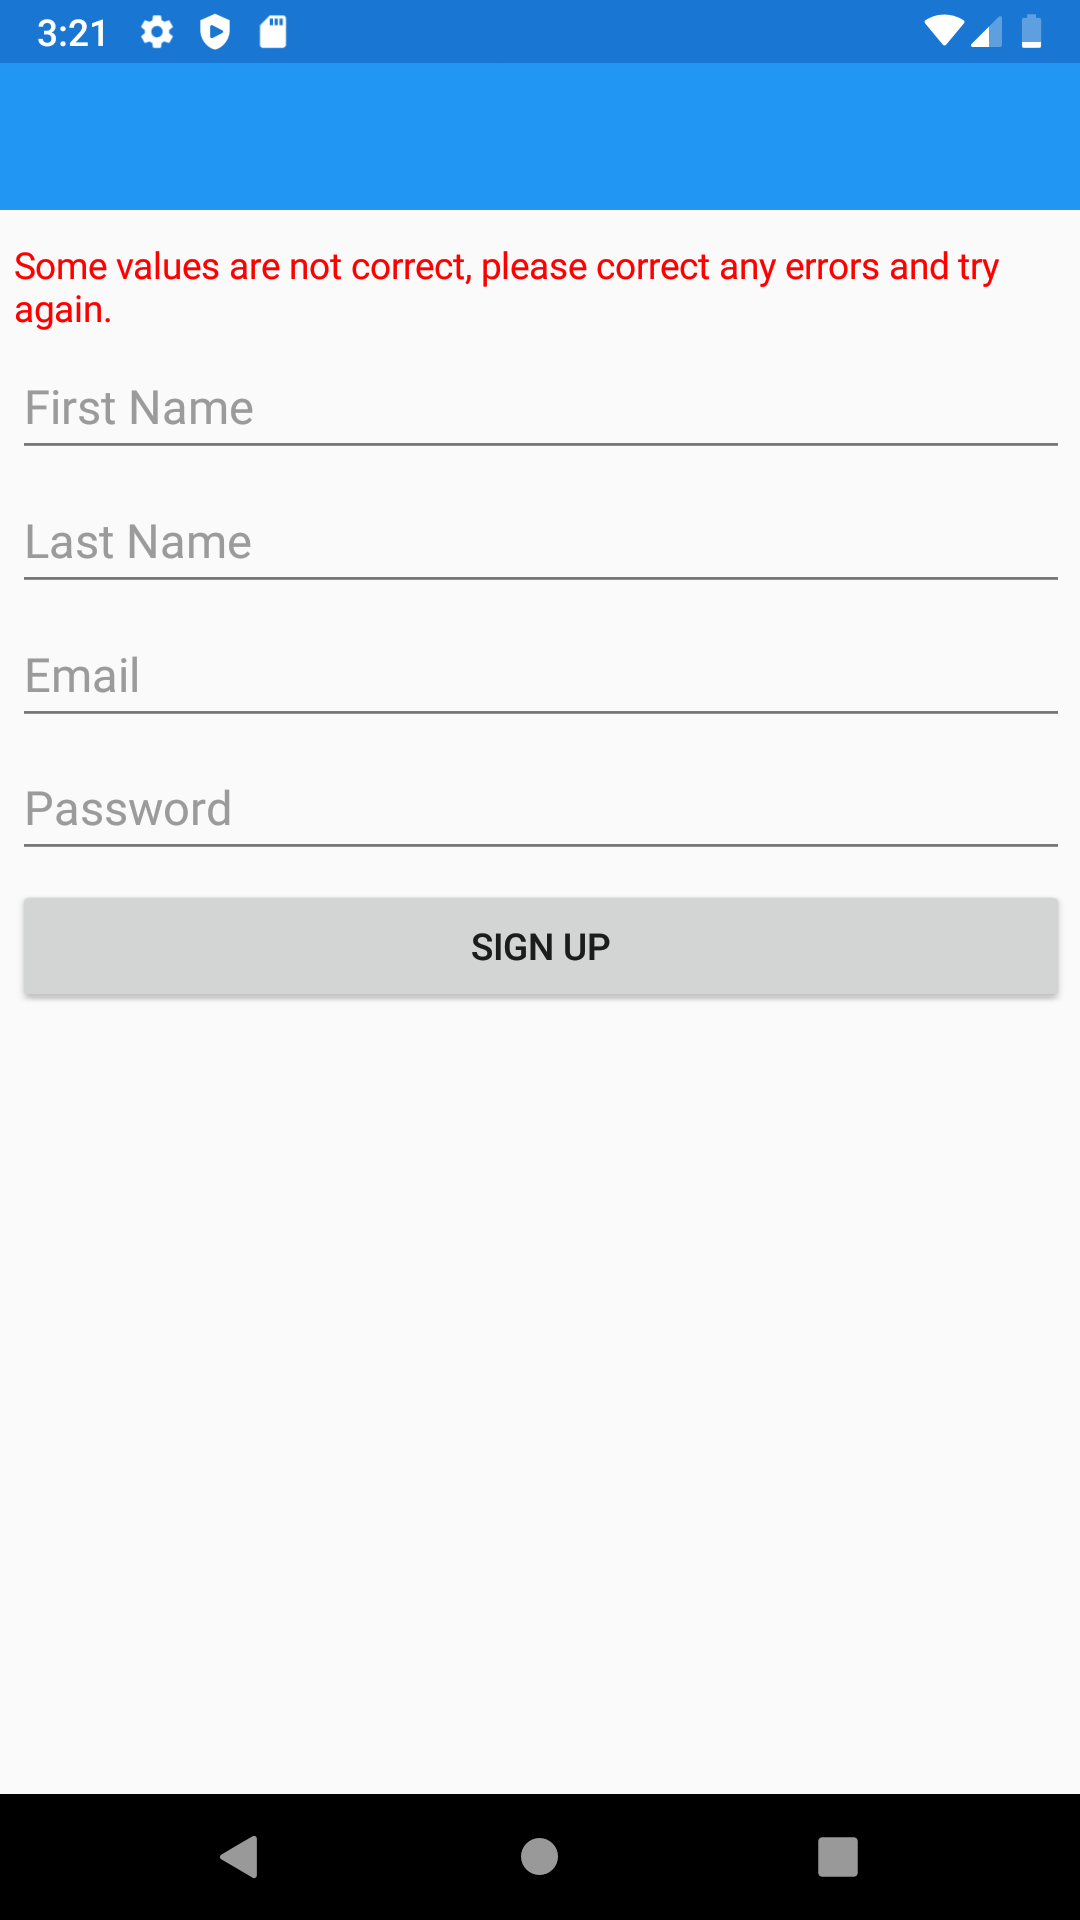 3:21
Some values are not correct, please correct any errors and try
again.
First Name
Last Name
Email
Password
SIGN UP